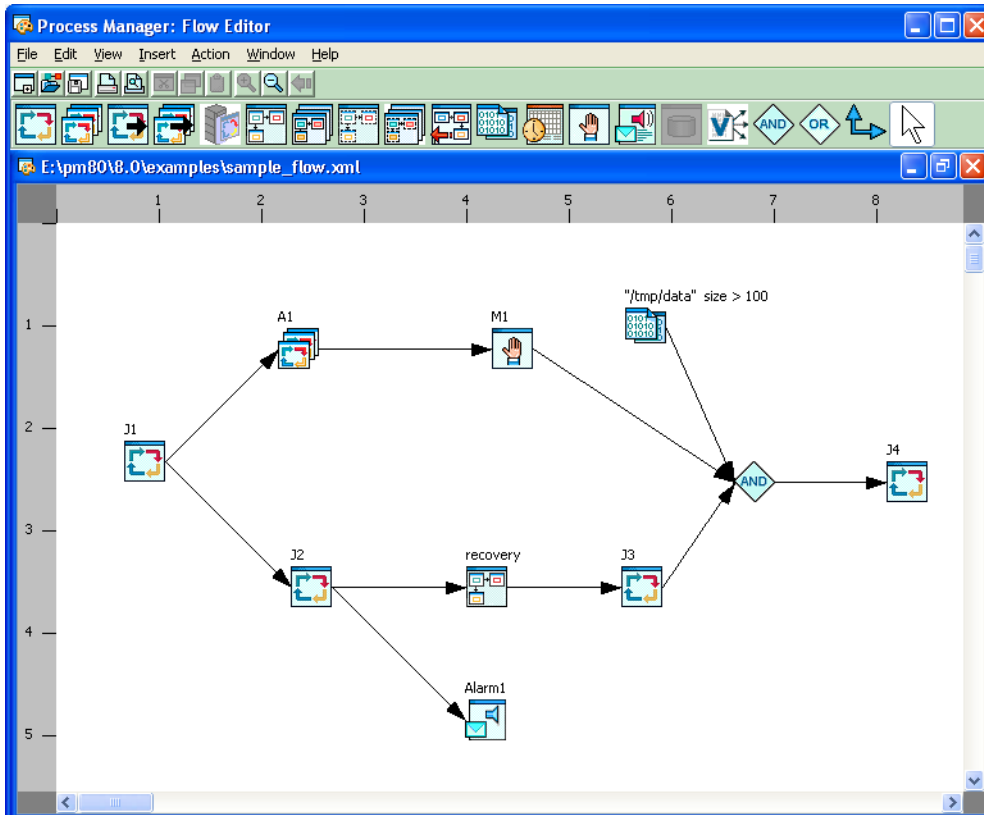 Process Manager: Flow Editor
File Edit View Insert Action Window Help
AND OR
E:\pm80\8.0\examples\sample_flow.xml
1 2 3 4 5 6 7 8
"/tmp/data" size > 100
1
A1 M1
2
J1
J4
AND
3
J2 recovery J3
4
Alarm1
5